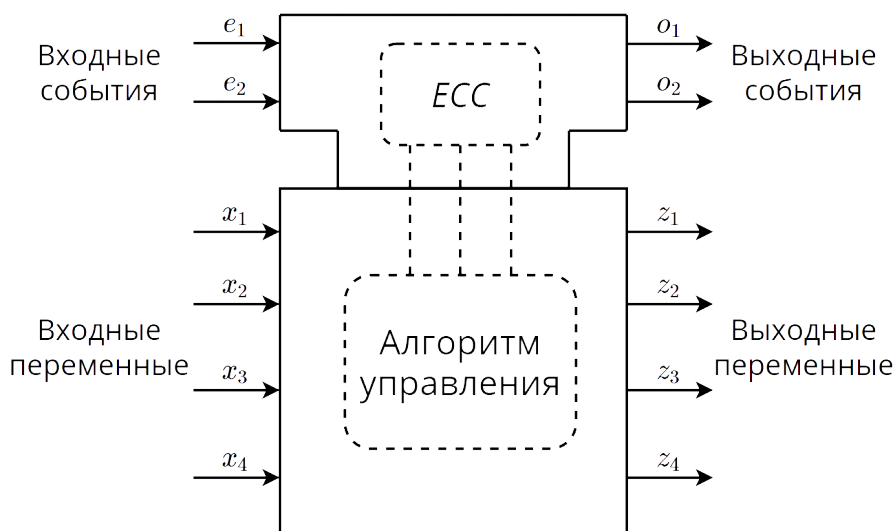 Входные
события
e₁
e₂
ECC
o₁
o₂
Выходные
события
x₁
x₂
x₃
x₄
Входные
переменные
Алгоритм
управления
z₁
z₂
z₃
z₄
Выходные
переменные